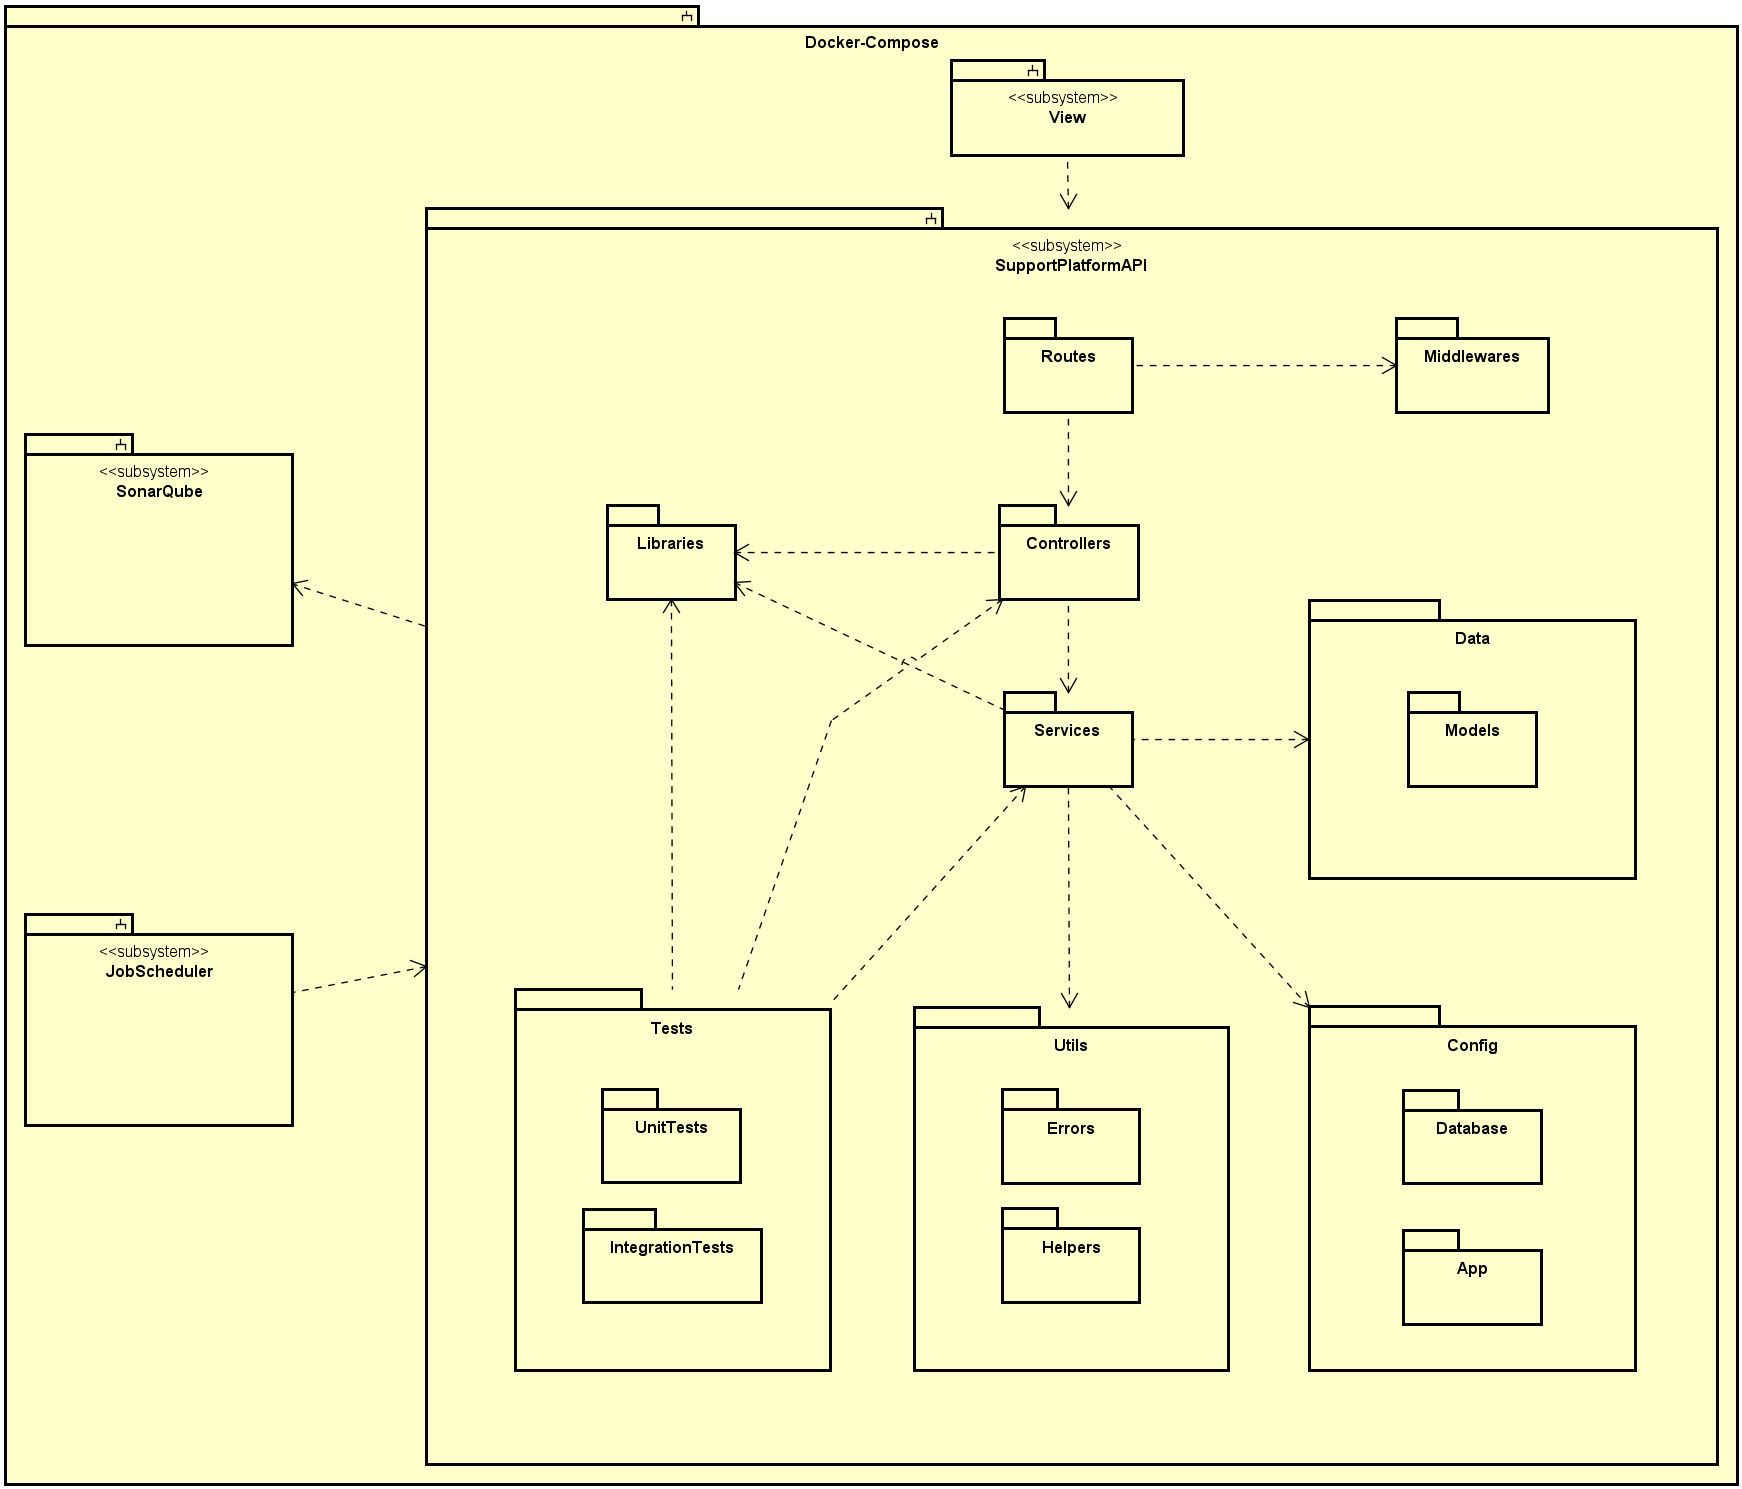 Docker-Compose
<<subsystem>>
View
<<subsystem>>
SupportPlatformAPI
Routes
Middlewares
<<subsystem>>
SonarQube
Libraries
Controllers
Data
Services
Models
<<subsystem>>
JobScheduler
Tests
Utils
Config
UnitTests
Errors
Database
IntegrationTests
Helpers
App